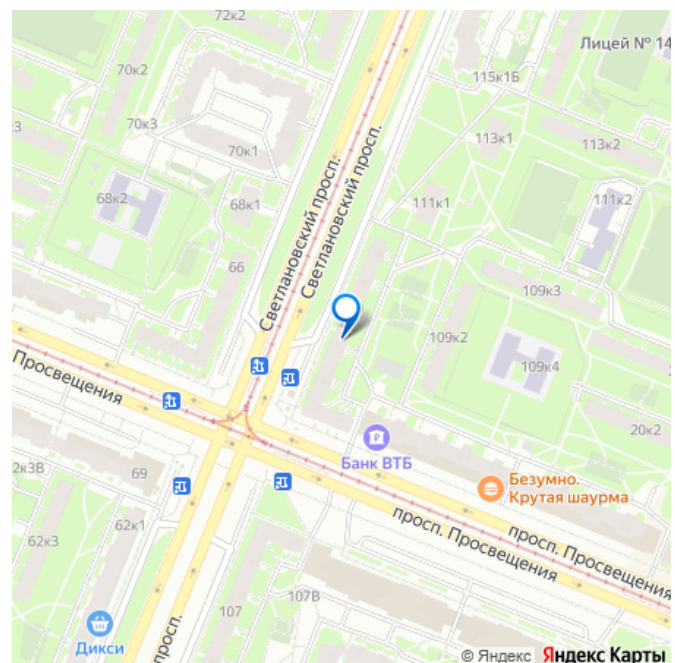 72к2
70к2
Лицей № 14
115к1Б
70к3
70к1
113к1
113к2
68к2
68к1
111к1
111к2
Светлановский просп.
Светлановский просп.
66
109к3
109к2
109к4
Просвещения
20к2
Банк ВТБ
69
Безумно.
Крутая шаурма
62к1
62к3
просп. Просвещения
просп. Просвещения
107
107В
Дикси
просп.
© Яндекс Яндекс Карты